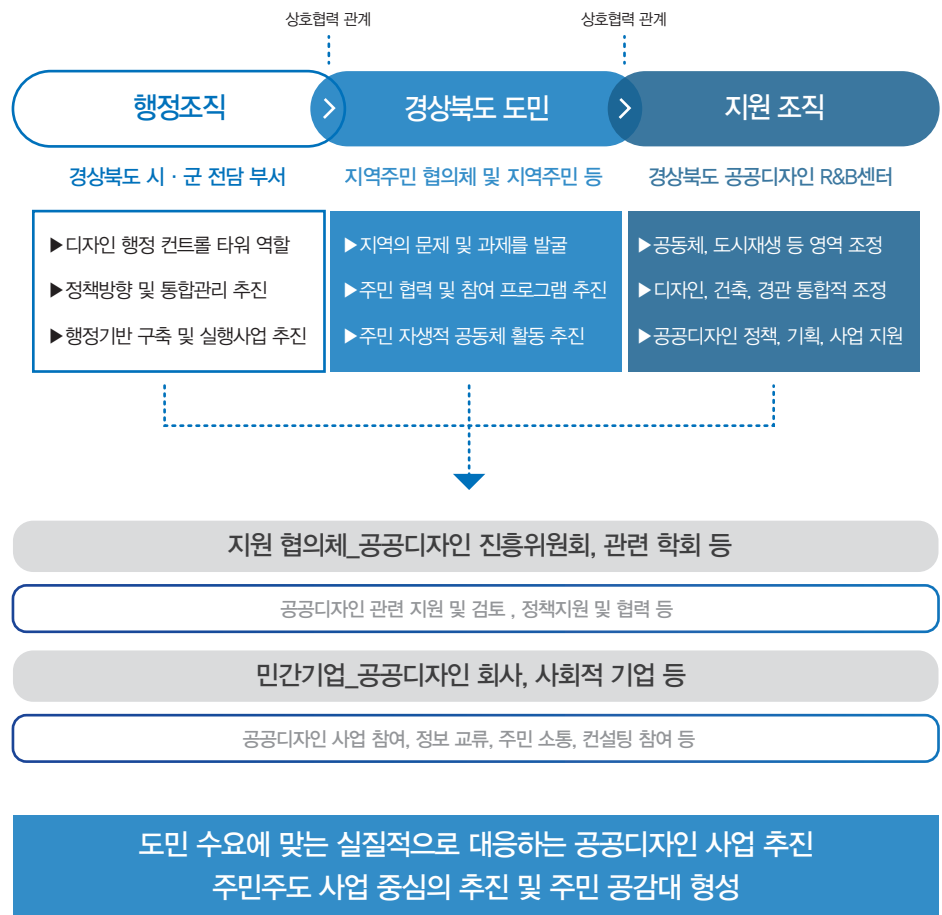 상호협력 관계 상호협력 관계
행정조직 > 경상북도 도민 > 지원 조직
경상북도 시·군 전담 부서 지역주민 협의체 및 지역주민 등 경상북도 공공디자인 R&B센터
▶디자인 행정 컨트롤 타워 역할
▶정책방향 및 통합관리 추진
▶행정기반 구축 및 실행사업 추진
▶지역의 문제 및 과제를 발굴
▶주민 협력 및 참여 프로그램 추진
▶주민 자생적 공동체 활동 추진
▶공동체, 도시재생 등 영역 조정
▶디자인, 건축, 경관 통합적 조정
▶공공디자인 정책, 기획, 사업 지원
지원 협의체_공공디자인 진흥위원회, 관련 학회 등
공공디자인 관련 지원 및 검토 , 정책지원 및 협력 등
민간기업_공공디자인 회사, 사회적 기업 등
공공디자인 사업 참여, 정보 교류, 주민 소통, 컨설팅 참여 등
도민 수요에 맞는 실질적으로 대응하는 공공디자인 사업 추진
주민주도 사업 중심의 추진 및 주민 공감대 형성